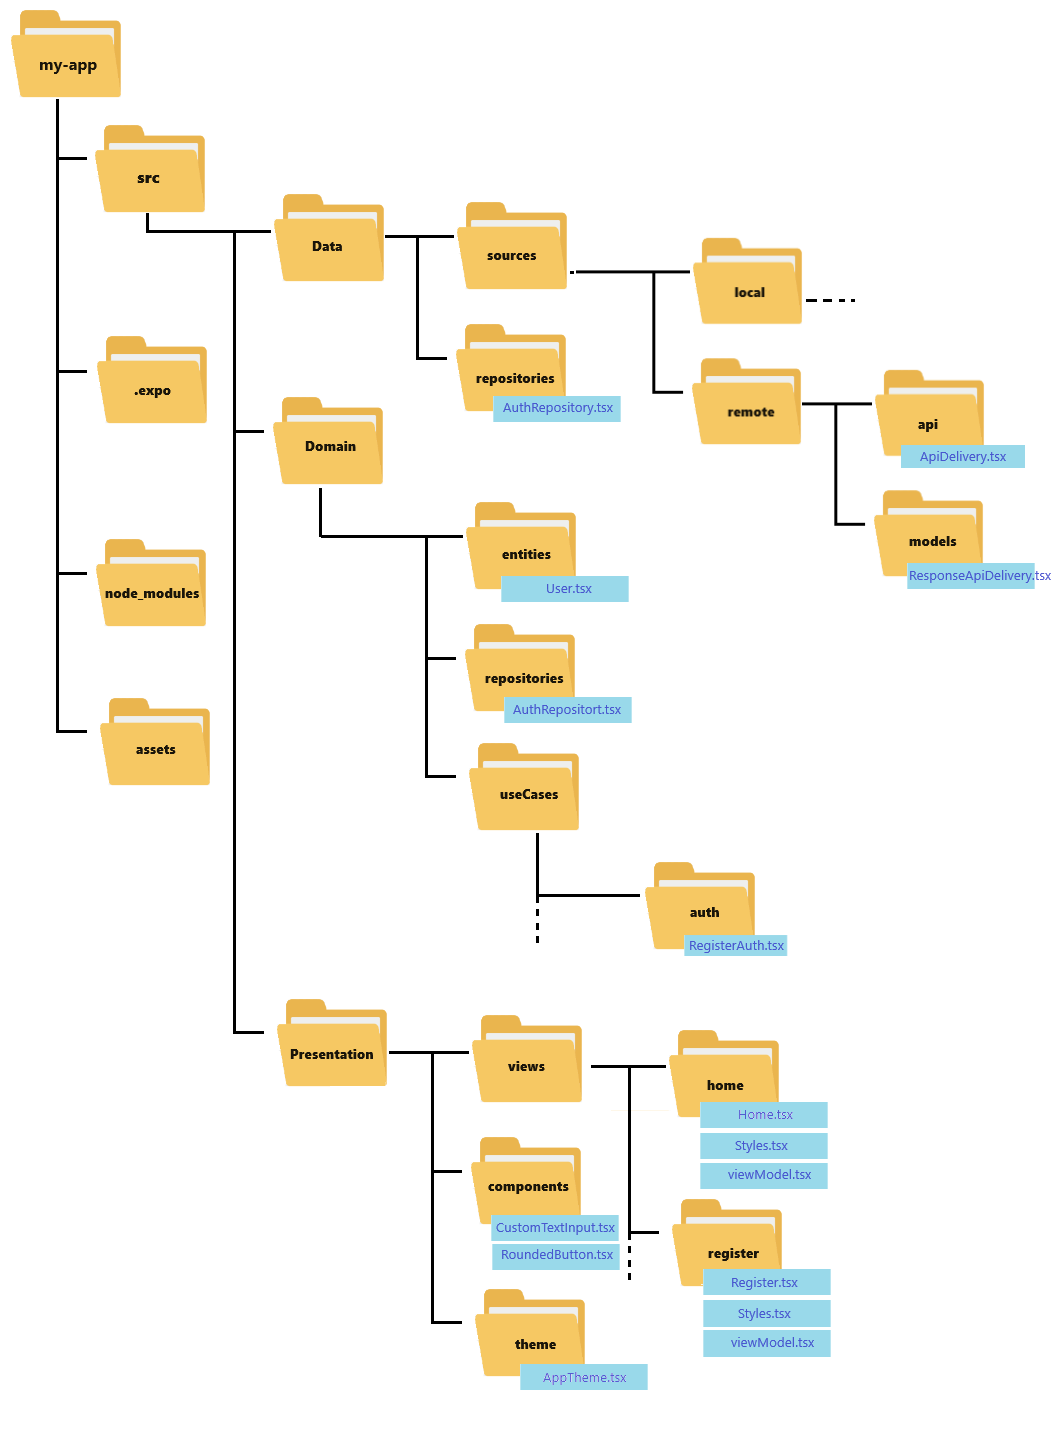 my-app
src
Data
sources
local
repositories
AuthRepository.tsx
remote
api
ApiDelivery.tsx
models
ResponseApiDelivery.tsx
.expo
Domain
entities
User.tsx
node_modules
repositories
AuthRepositort.tsx
assets
useCases
auth
RegisterAuth.tsx
Presentation
views
home
Home.tsx
Styles.tsx
viewModel.tsx
components
CustomTextInput.tsx
RoundedButton.tsx
register
Register.tsx
Styles.tsx
viewModel.tsx
theme
AppTheme.tsx